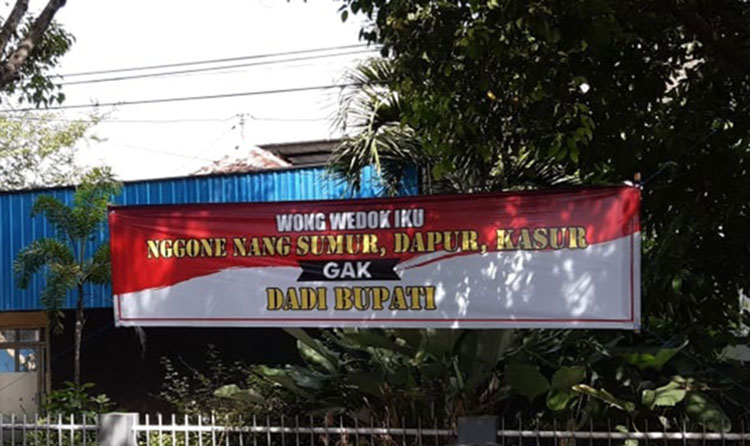 WONG WEDOK IKU
NGGONE NANG SUMUR, DAPUR, KASUR
GAK
DADI BUPATI